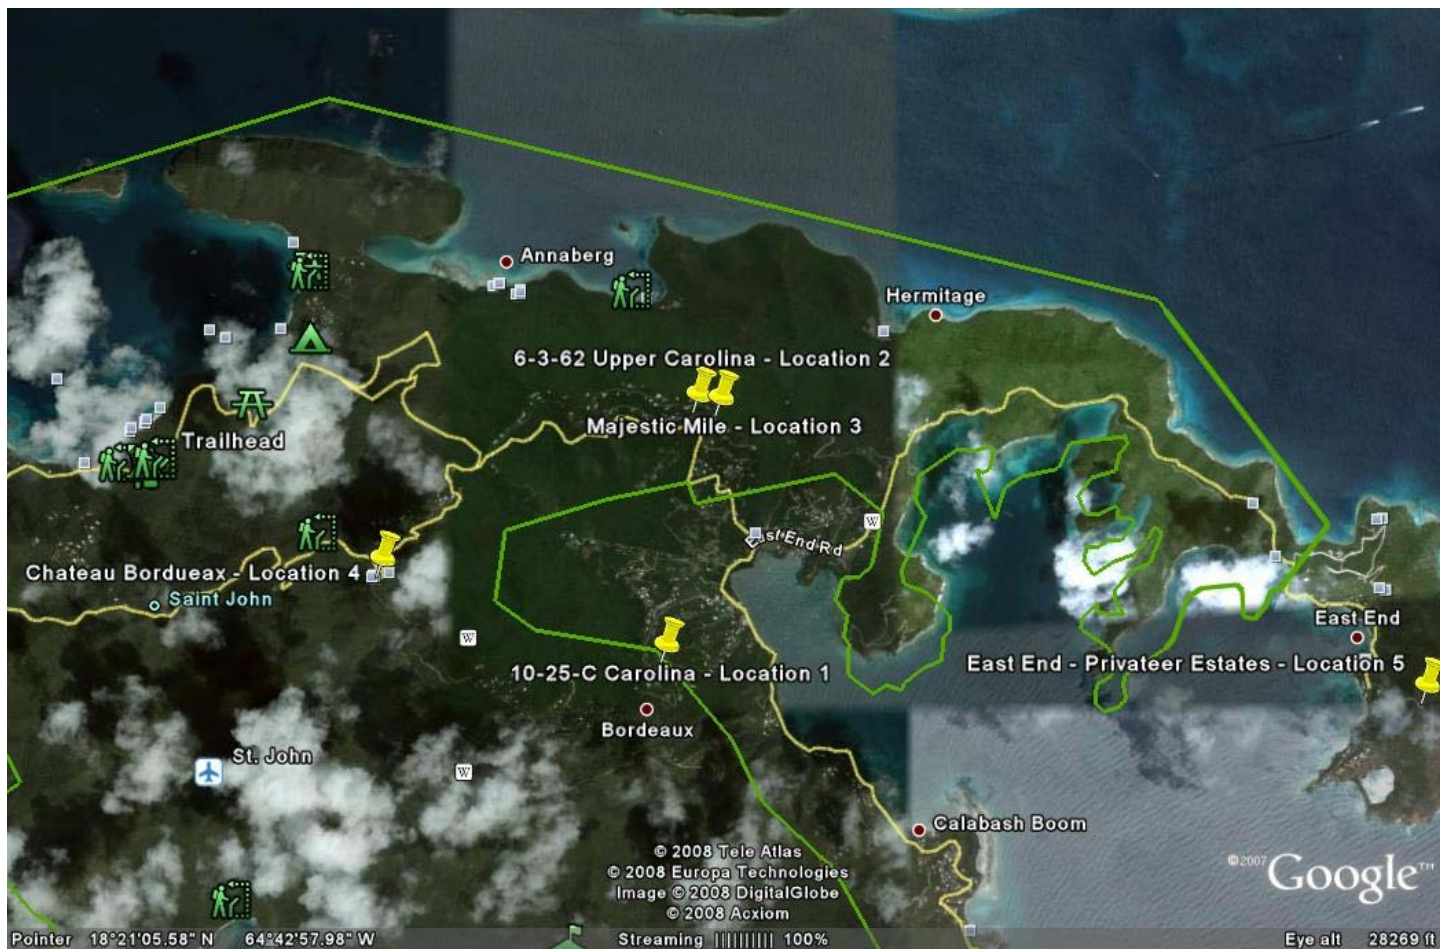 Annaberg
Hermitage
6-3-62 Upper Carolina - Location 2
Majestic Mile - Location 3
Trailhead
W
East End Rd
Chateau Bordueax - Location 4
Saint John
East End
W
10-25-C Carolina - Location 1
East End - Privateer Estates - Location 5
Bordeaux
St. John
W
Calabash Boom
© 2008 Tele Atlas
© 2008 Europa Technologies
Image © 2008 DigitalGlobe
© 2008 Acxiom
©2007 Google™
Pointer 18°21'05.58" N 64°42'57.98" W Streaming 100% Eye alt 28269 ft